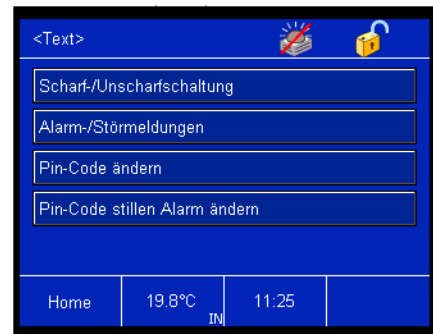 <Text>
Scharf-/Unscharfschaltung
Alarm-/Störmeldungen
Pin-Code ändern
Pin-Code stillen Alarm ändern
Home 19.8°C IN 11:25